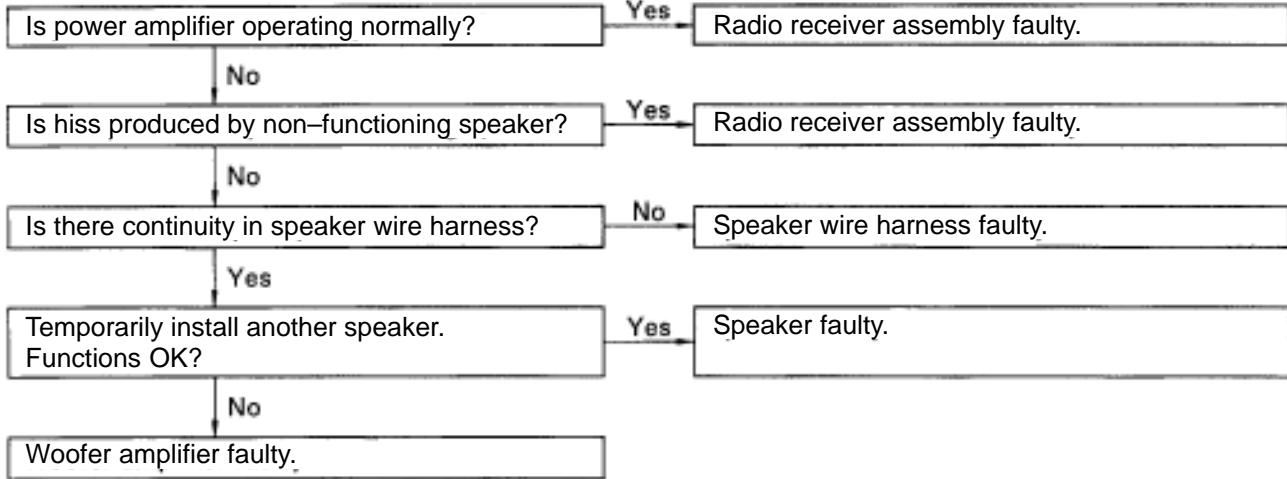 Is power amplifier operating normally?
Yes
Radio receiver assembly faulty.
No
Is hiss produced by non–functioning speaker?
Yes
Radio receiver assembly faulty.
No
Is there continuity in speaker wire harness?
No
Speaker wire harness faulty.
Yes
Temporarily install another speaker.
Functions OK?
Yes
Speaker faulty.
No
Woofer amplifier faulty.